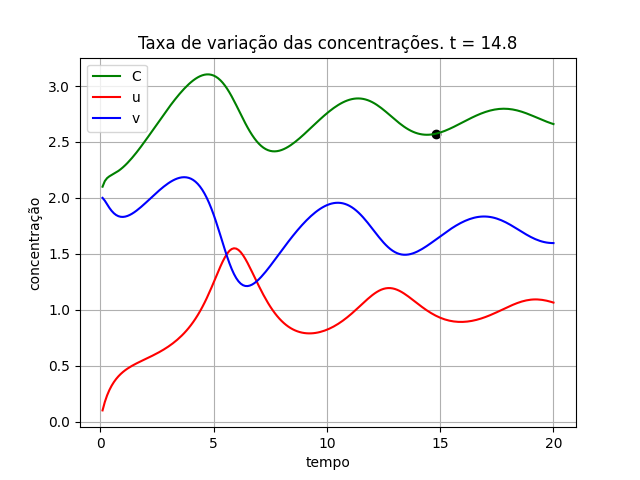 Taxa de variação das concentrações. t = 14.8
C
u
v
concentração
3.0
2.5
2.0
1.5
1.0
0.5
0.0
0 5 10 15 20
tempo